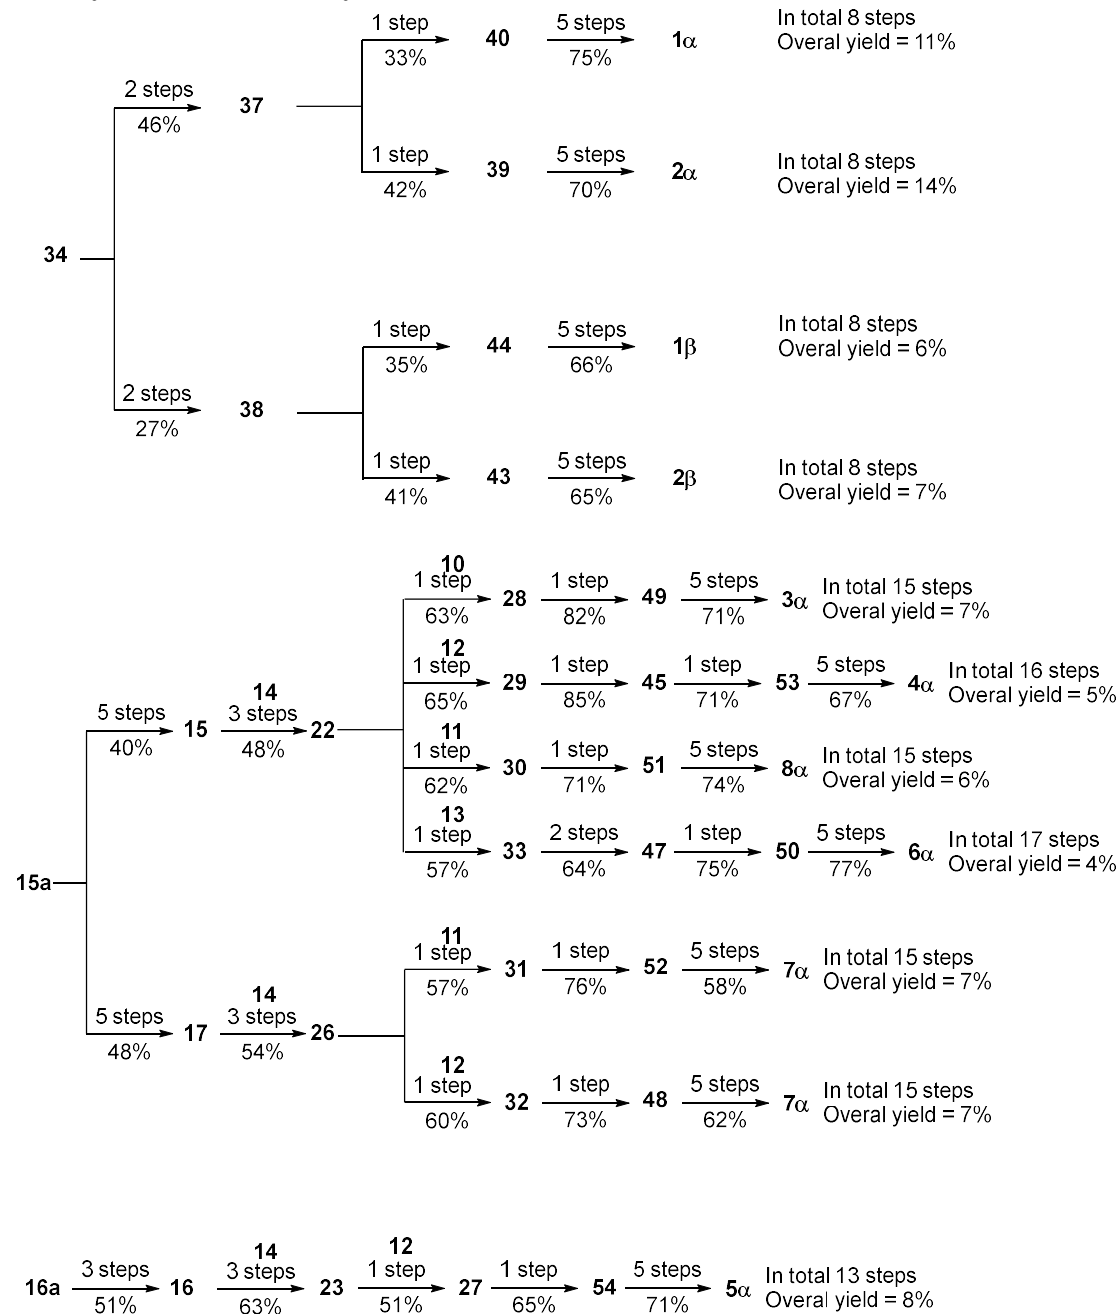 1 step 40 5 steps 1α In total 8 steps
33% 75% Overal yield = 11%
2 steps 37
46%
1 step 39 5 steps 2α In total 8 steps
42% 70% Overal yield = 14%
34
1 step 44 5 steps 1β In total 8 steps
35% 66% Overal yield = 6%
2 steps 38
27%
1 step 43 5 steps 2β In total 8 steps
41% 65% Overal yield = 7%
10
1 step 28 1 step 49 5 steps 3α In total 15 steps
63% 82% 71% Overal yield = 7%
12
1 step 29 1 step 45 1 step 53 5 steps 4α In total 16 steps
65% 85% 71% 67% Overal yield = 5%
14
5 steps 15 3 steps 22
40% 48%
11
1 step 30 1 step 51 5 steps 8α In total 15 steps
62% 71% 74% Overal yield = 6%
13
1 step 33 2 steps 47 1 step 50 5 steps 6α In total 17 steps
57% 64% 75% 77% Overal yield = 4%
15a
11
1 step 31 1 step 52 5 steps 7α In total 15 steps
57% 76% 58% Overal yield = 7%
14
5 steps 17 3 steps 26
48% 54%
12
1 step 32 1 step 48 5 steps 7α In total 15 steps
60% 73% 62% Overal yield = 7%
14 12
16a 3 steps 16 3 steps 23 1 step 27 1 step 54 5 steps 5α In total 13 steps
51% 63% 51% 65% 71% Overal yield = 8%